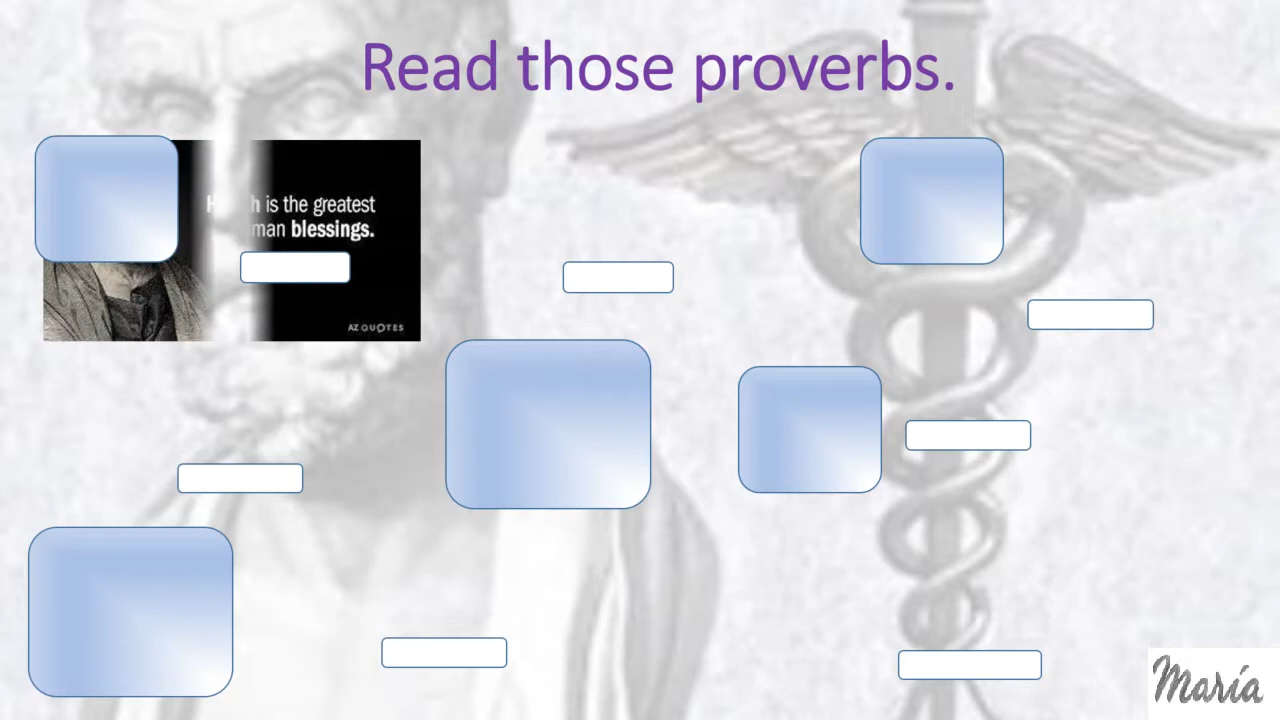 Read those proverbs.
is the greatest
blessings.
AZ QUOTES
María